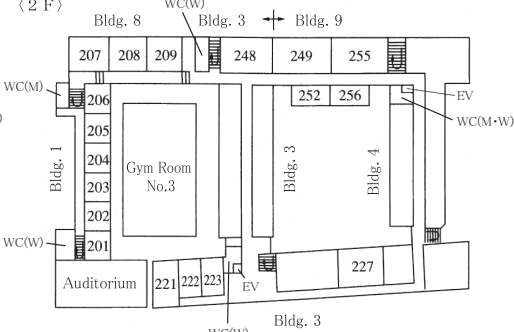 〈2 F〉
WC(W)
Bldg. 8
Bldg. 3
Bldg. 9
207
208
209
248
249
255
WC(M)
206
252
256
EV
WC(M·W)
205
204
203
202
201
Bldg. 1
Gym Room
No.3
Bldg. 3
Bldg. 4
WC(W)
Auditorium
221
222
223
227
EV
WC(W)
Bldg. 3